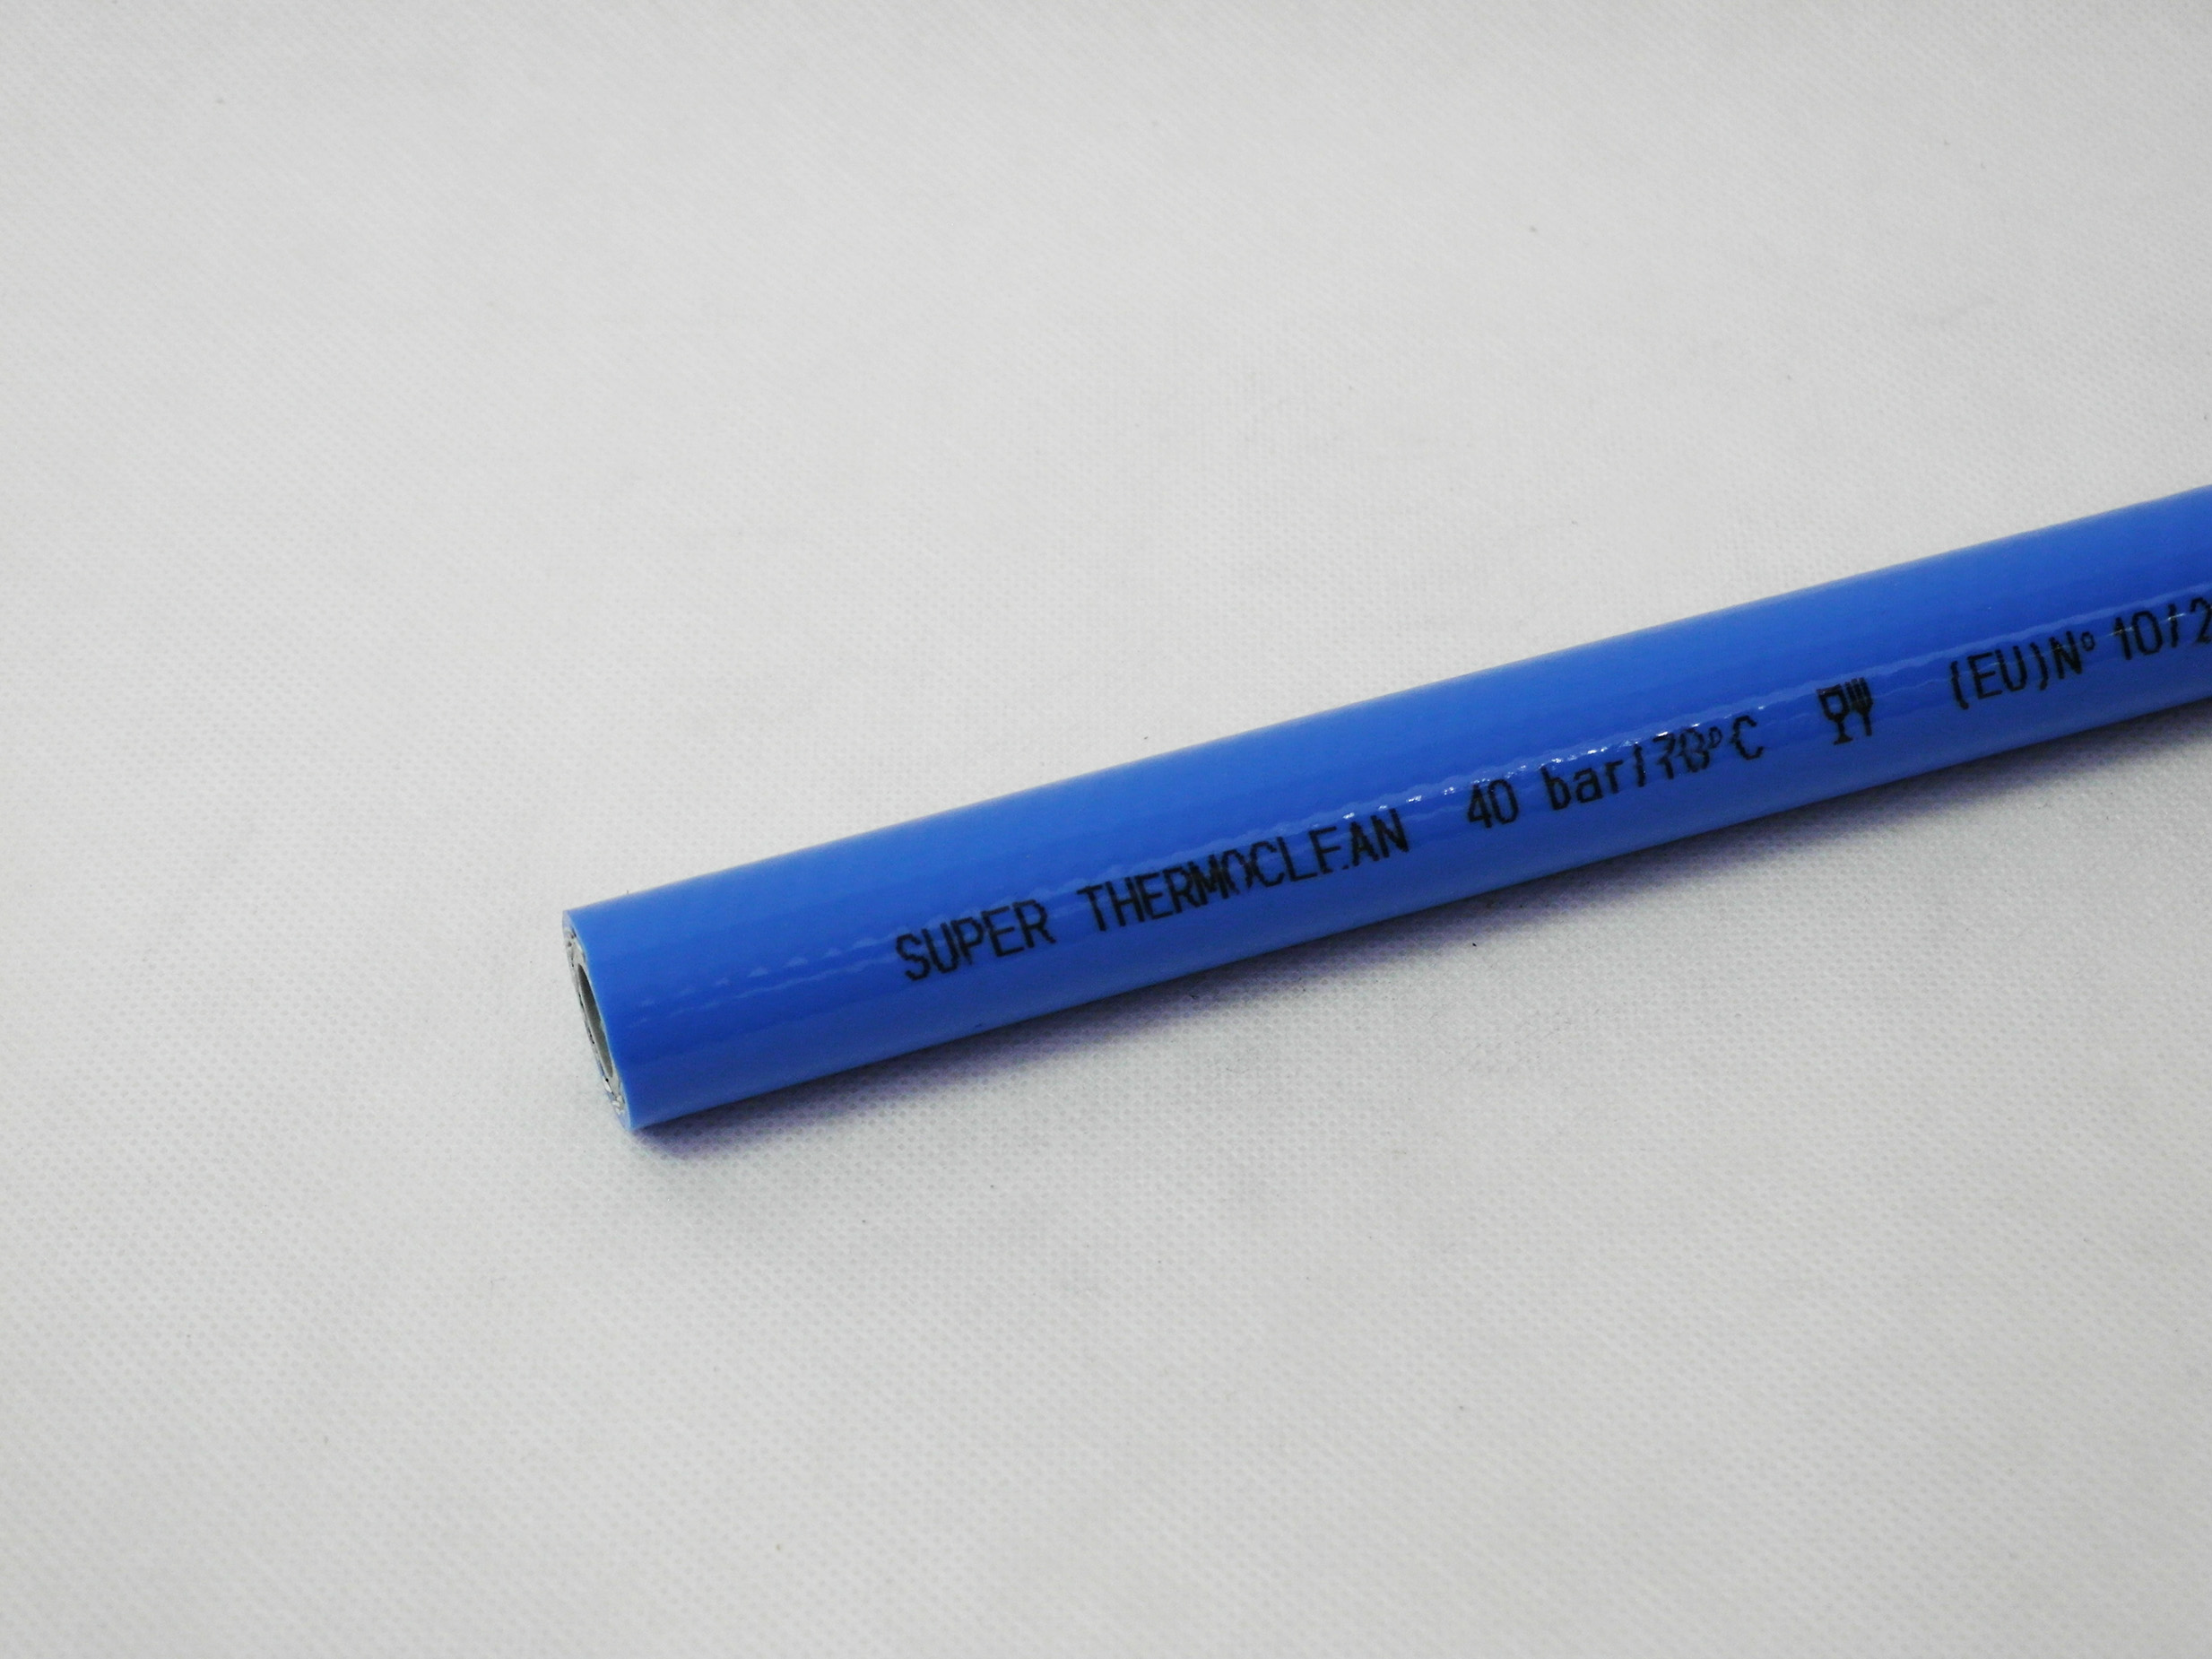 SUPER THERMOCLEAN 40 bar/70°C (EU)N° 10/2